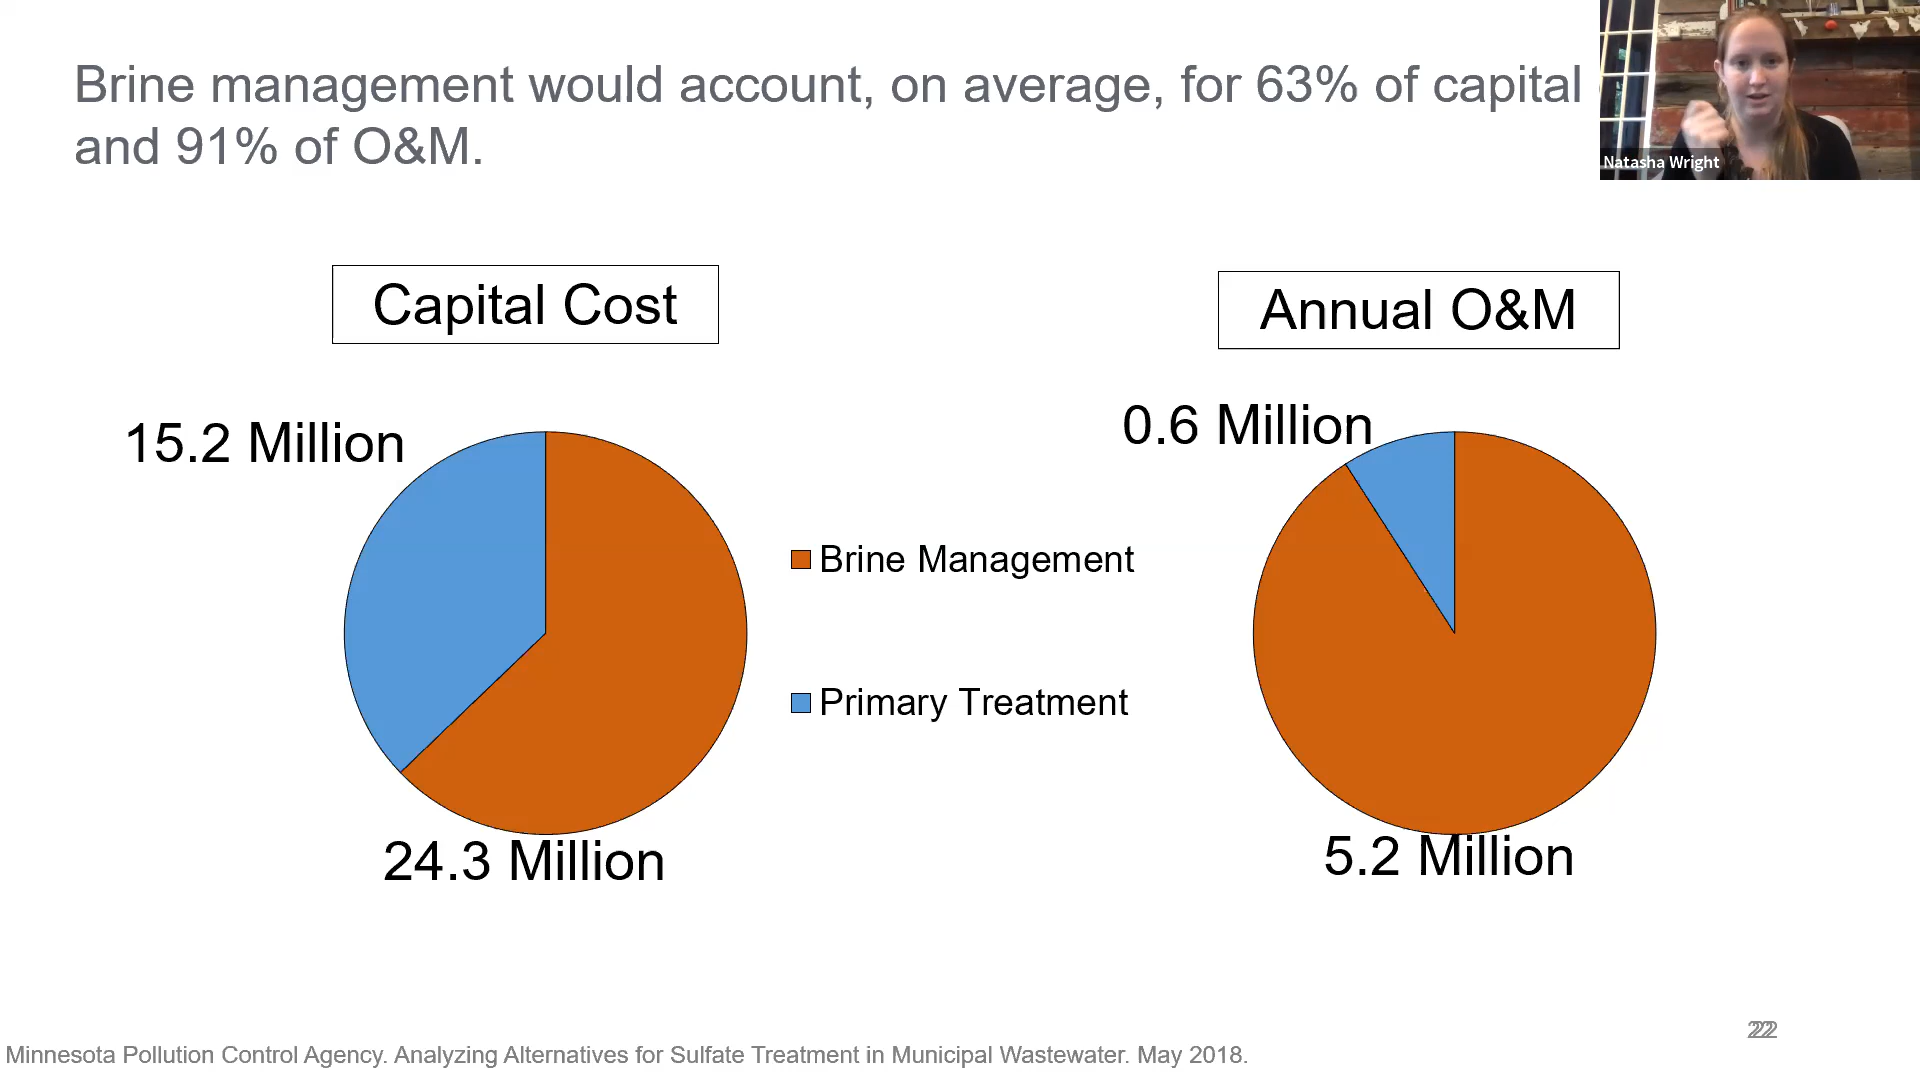 Brine management would account, on average, for 63% of capital
and 91% of O&M.
Natasha Wright
Capital Cost
Annual O&M
15.2 Million
0.6 Million
Brine Management
Primary Treatment
24.3 Million
5.2 Million
22
Minnesota Pollution Control Agency. Analyzing Alternatives for Sulfate Treatment in Municipal Wastewater. May 2018.